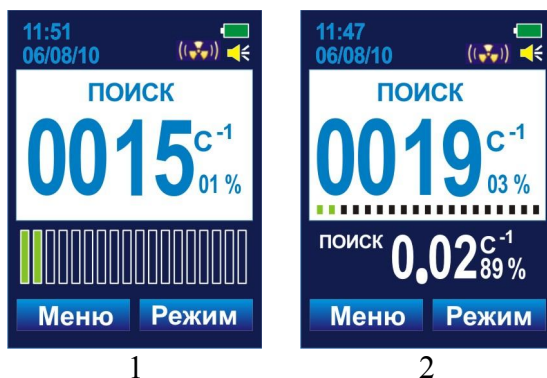 11:51
06/08/10
ПОИСК
0015 с⁻¹
01 %
Меню Режим
1
11:47
06/08/10
ПОИСК
0019 с⁻¹
03 %
ПОИСК 0.02 с⁻¹
89 %
Меню Режим
2